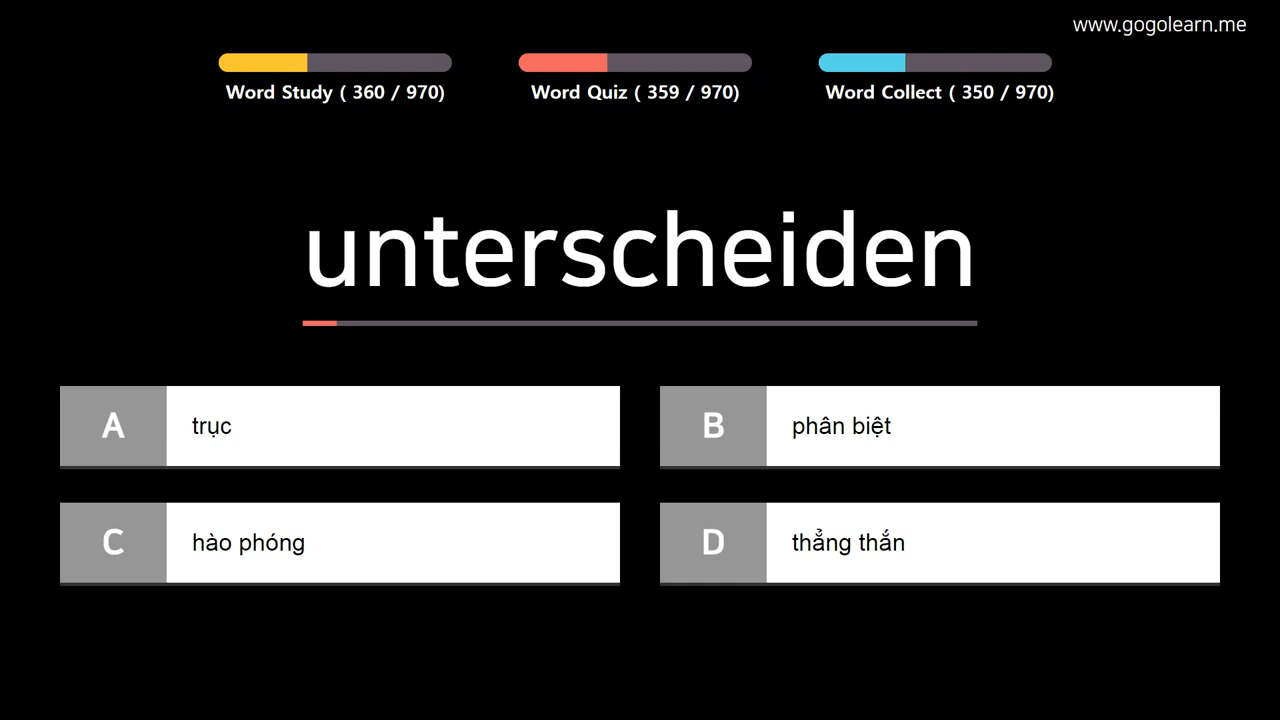 www.gogolearn.me
Word Study ( 360 / 970)
Word Quiz ( 359 / 970)
Word Collect ( 350 / 970)
unterscheiden
A trục
B phân biệt
C hào phóng
D thẳng thắn